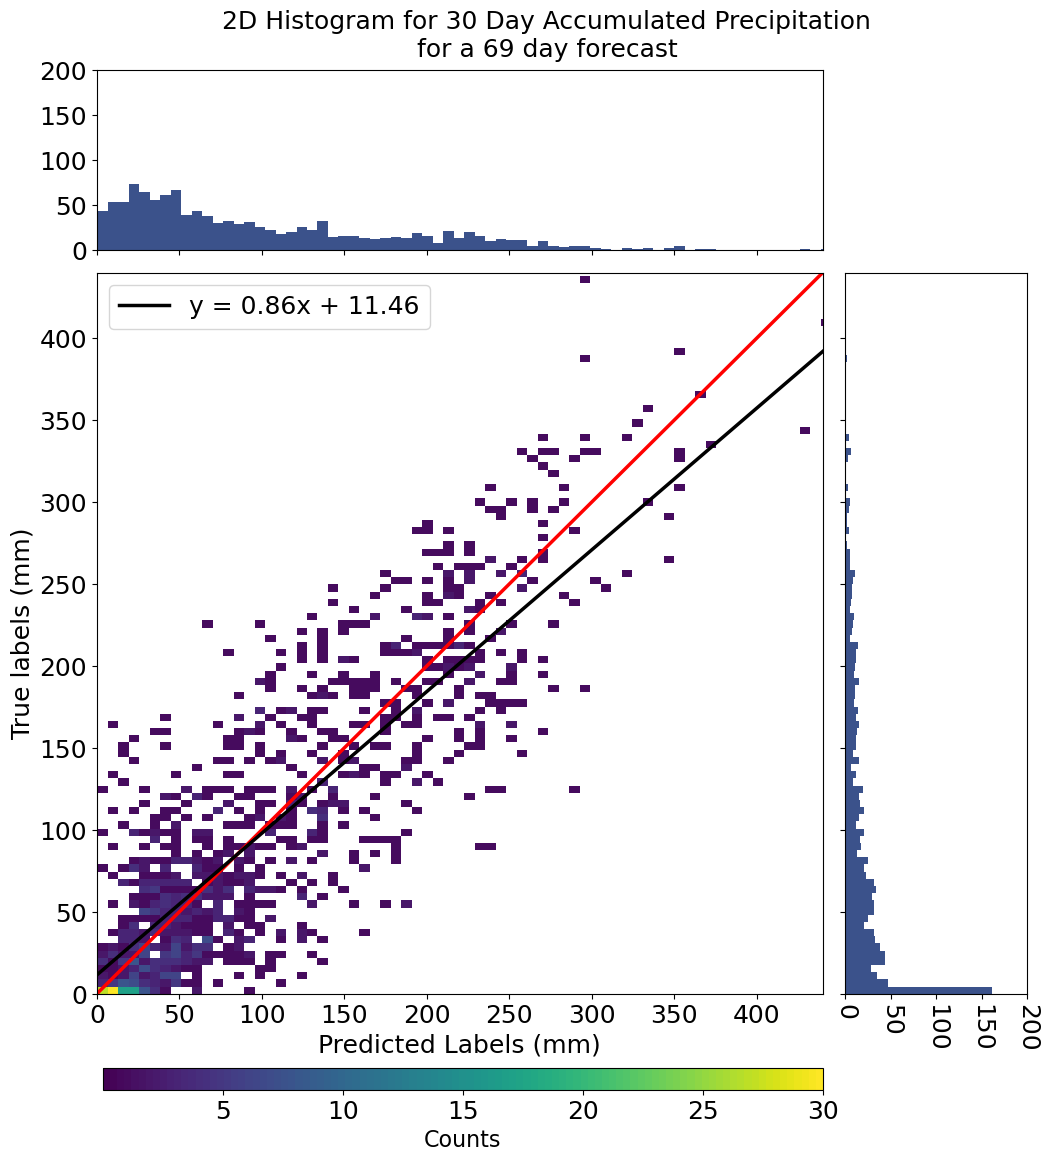 2D Histogram for 30 Day Accumulated Precipitation
for a 69 day forecast
200
150
100
50
0
y = 0.86x + 11.46
True labels (mm)
400
350
300
250
200
150
100
50
0
0 50 100 150 200 250 300 350 400
Predicted Labels (mm)
0 50 100 150 200
5 10 15 20 25 30
Counts